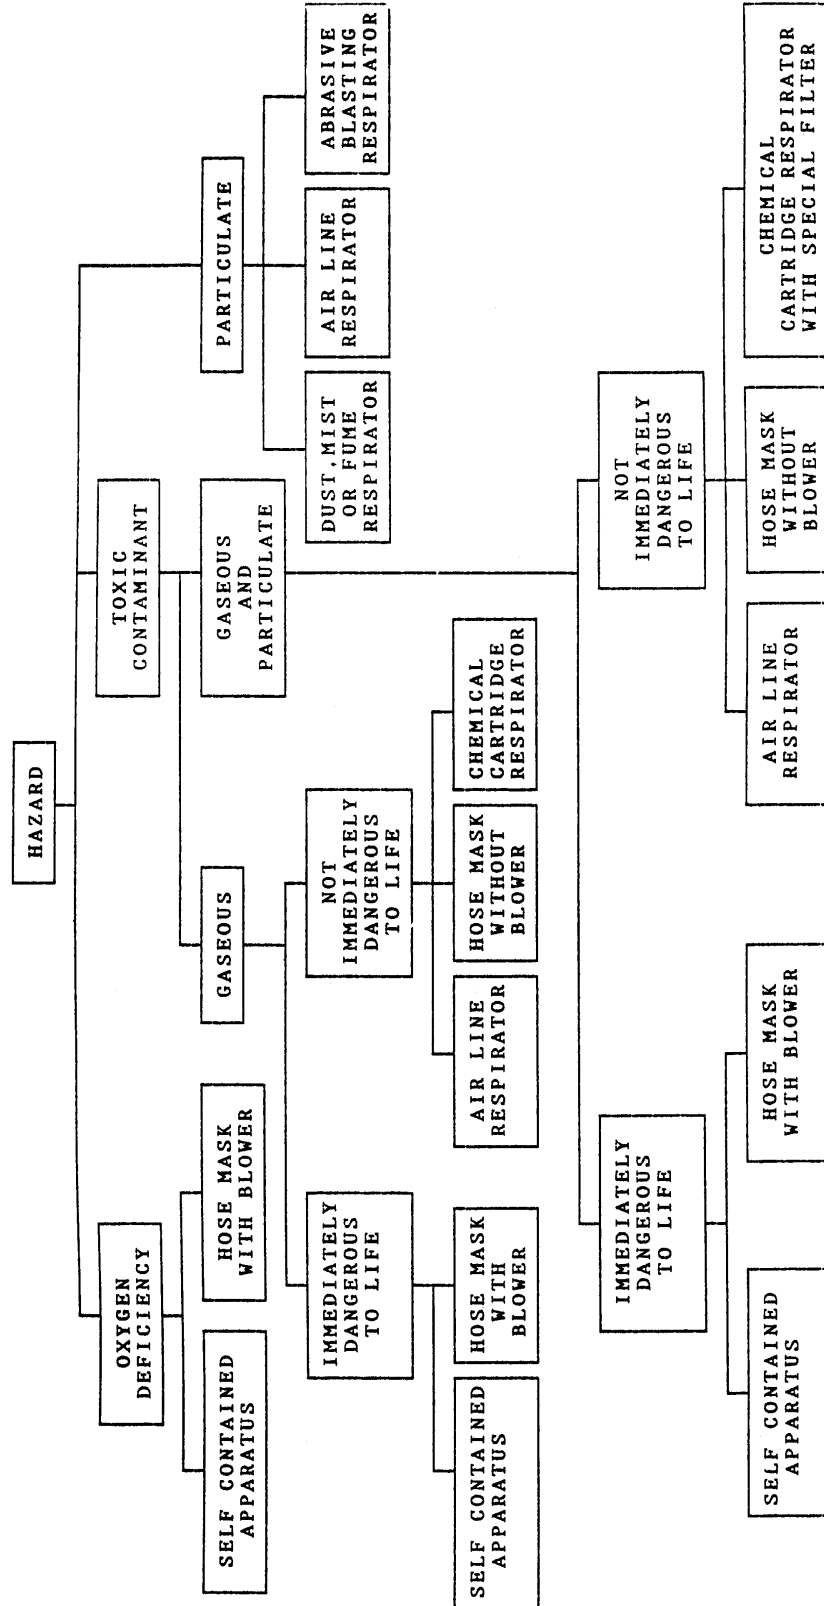 HAZARD
OXYGEN
DEFICIENCY
TOXIC
CONTAMINANT
SELF CONTAINED
APPARATUS
HOSE MASK
WITH BLOWER
GASEOUS
GASEOUS
AND
PARTICULATE
PARTICULATE
IMMEDIATELY
DANGEROUS
TO LIFE
NOT
IMMEDIATELY
DANGEROUS
TO LIFE
DUST, MIST
OR FUME
RESPIRATOR
AIR LINE
RESPIRATOR
ABRASIVE
BLASTING
RESPIRATOR
SELF CONTAINED
APPARATUS
HOSE MASK
WITH
BLOWER
AIR LINE
RESPIRATOR
HOSE MASK
WITHOUT
BLOWER
CHEMICAL
CARTRIDGE
RESPIRATOR
IMMEDIATELY
DANGEROUS
TO LIFE
NOT
IMMEDIATELY
DANGEROUS
TO LIFE
SELF CONTAINED
APPARATUS
HOSE MASK
WITH BLOWER
AIR LINE
RESPIRATOR
HOSE MASK
WITHOUT
BLOWER
CHEMICAL
CARTRIDGE RESPIRATOR
WITH SPECIAL FILTER